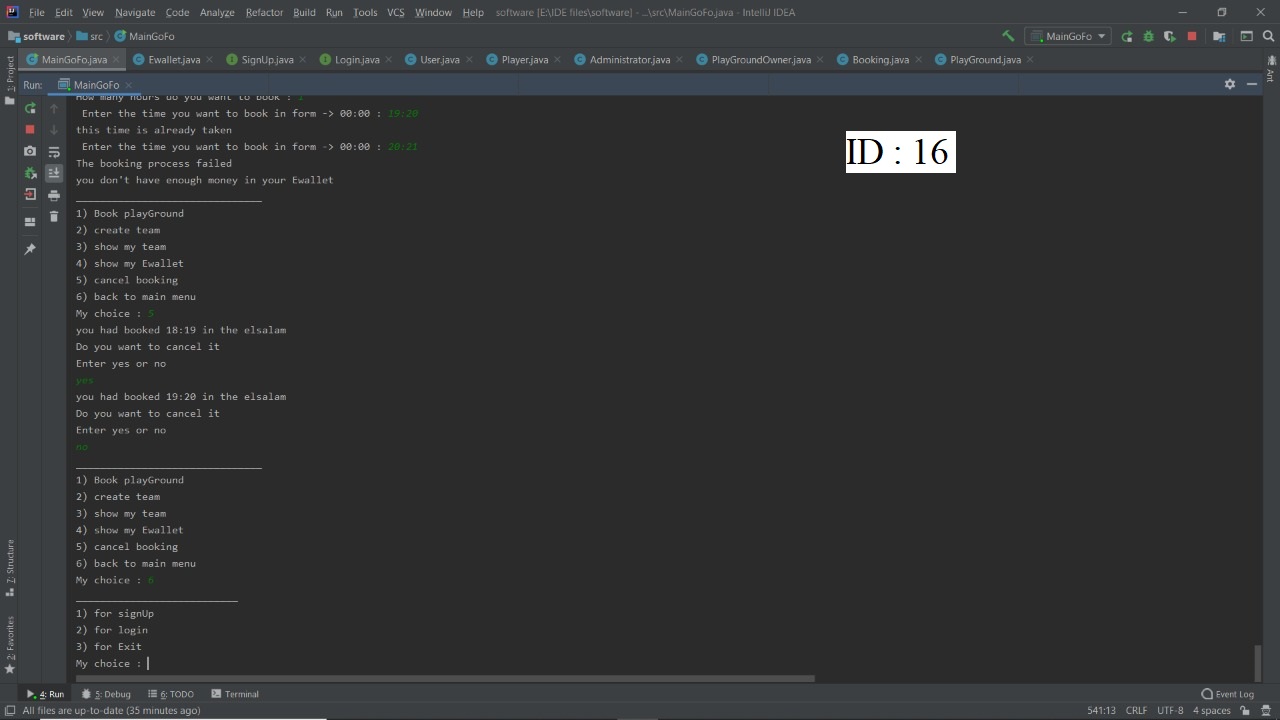 File Edit View Navigate Code Analyze Refactor Build Run Tools VCS Window Help software [E:\IDE files\software] - ...\src\MainGoFo.java - IntelliJ IDEA
software src MainGoFo MainGoFo
MainGoFo.java Ewallet.java SignUp.java Login.java User.java Player.java Administrator.java PlayGroundOwner.java Booking.java PlayGround.java
1: Project
Ant
Run: MainGoFo
How many hours do you want to book :
Enter the time you want to book in form -> 00:00 : 19:20
this time is already taken
Enter the time you want to book in form -> 00:00 : 20:21
The booking process failed
you don't have enough money in your Ewallet
ID : 16
1) Book playGround
2) create team
3) show my team
4) show my Ewallet
5) cancel booking
6) back to main menu
My choice : 5
you had booked 18:19 in the elsalam
Do you want to cancel it
Enter yes or no
yes
you had booked 19:20 in the elsalam
Do you want to cancel it
Enter yes or no
no
1) Book playGround
2) create team
3) show my team
4) show my Ewallet
5) cancel booking
6) back to main menu
My choice : 6
1) for signUp
2) for login
3) for Exit
My choice :
7: Structure
2: Favorites
4: Run 5: Debug 6: TODO Terminal Event Log
All files are up-to-date (35 minutes ago) 541:13 CRLF UTF-8 4 spaces